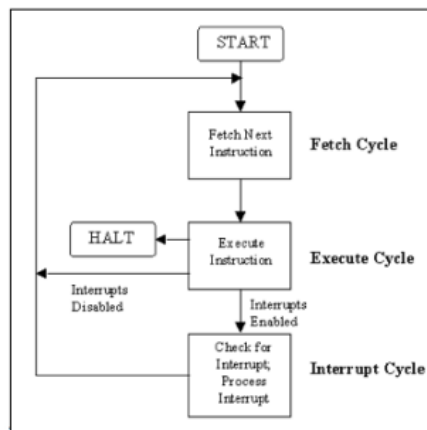 START
Fetch Next
Instruction
Fetch Cycle
HALT
Execute
Instruction
Execute Cycle
Interrupts
Disabled
Interrupts
Enabled
Check for
Interrupt;
Process
Interrupt
Interrupt Cycle